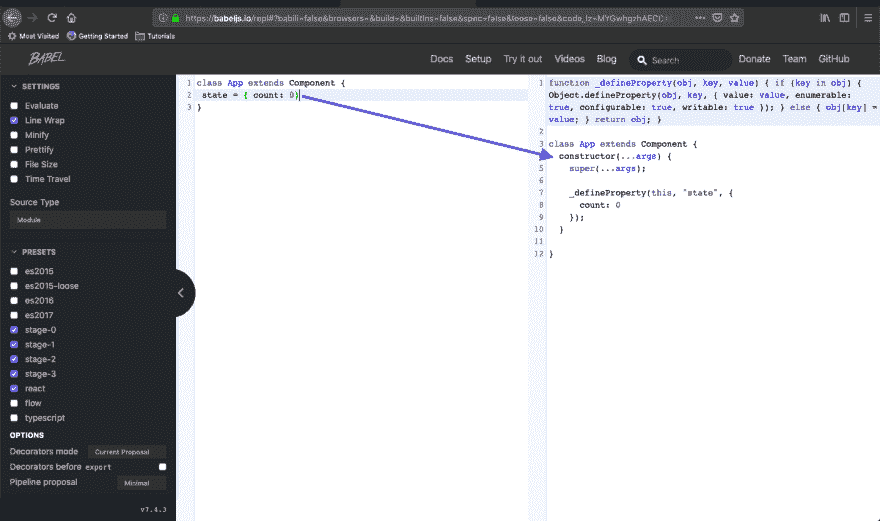 https://babeljs.io/repl#?babili=false&browsers=&build=&builtIns=false&spec=false&loose=false&code_lz=MYGwhgzhAEC
Most Visited Getting Started Tutorials
BABEL
Docs Setup Try it out Videos Blog Search Donate Team GitHub
SETTINGS
Evaluate
Line Wrap
Minify
Prettify
File Size
Time Travel
Source Type
Module
PRESETS
es2015
es2015-loose
es2016
es2017
stage-0
stage-1
stage-2
stage-3
react
flow
typescript
OPTIONS
Decorators mode Current Proposal
Decorators before export
Pipeline proposal Minimal
v7.4.3
1 class App extends Component {
2 state = { count: 0}
3 }
1 function _defineProperty(obj, key, value) { if (key in obj) {
Object.defineProperty(obj, key, { value: value, enumerable:
true, configurable: true, writable: true }); } else { obj[key] =
value; } return obj; }
2
3 class App extends Component {
4 constructor(...args) {
5 super(...args);
6
7 _defineProperty(this, "state", {
8 count: 0
9 });
10 }
11
12 }